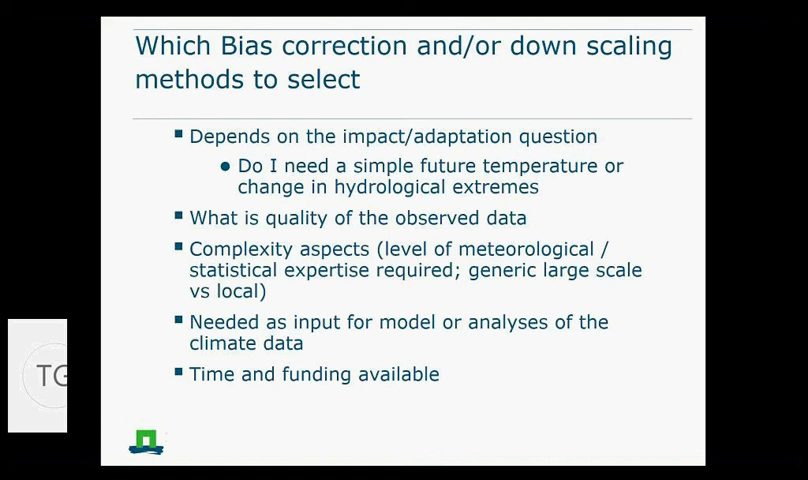 Which Bias correction and/or down scaling
methods to select
Depends on the impact/adaptation question
Do I need a simple future temperature or
change in hydrological extremes
What is quality of the observed data
Complexity aspects (level of meteorological /
statistical expertise required; generic large scale
vs local)
Needed as input for model or analyses of the
climate data
Time and funding available
TG